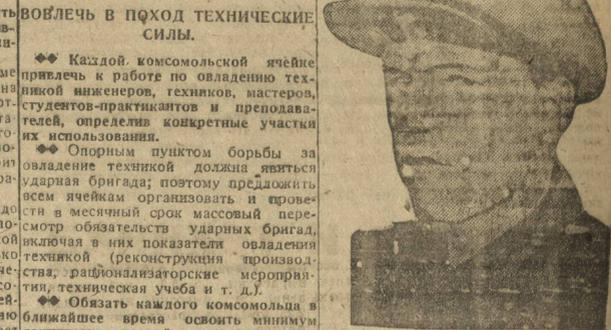 ть
ВОВЛЕЧЬ В ПОХОД ТЕХНИЧЕСКИЕ
СИЛЫ.
◆◆ Каждой комсомольской ячейке
привлечь к работе по овладению тех-
никой инженеров, техников, мастеров,
студентов-практикантов и преподава-
телей, определив конкретные участки
их использования.
◆◆ Опорным пунктом борьбы за
овладение техникой должна явиться
ударная бригада; поэтому предложить
всем ячейкам организовать и прове-
сти в месячный срок массовый пере-
смотр обязательств ударных бригад,
включая в них показатели овладения
техникой (реконструкция производ-
ства, рационализаторские мероприя-
тия, техническая учеба и т. д.).
◆◆ Обязать каждого комсомольца в
ближайшее время освоить минимум